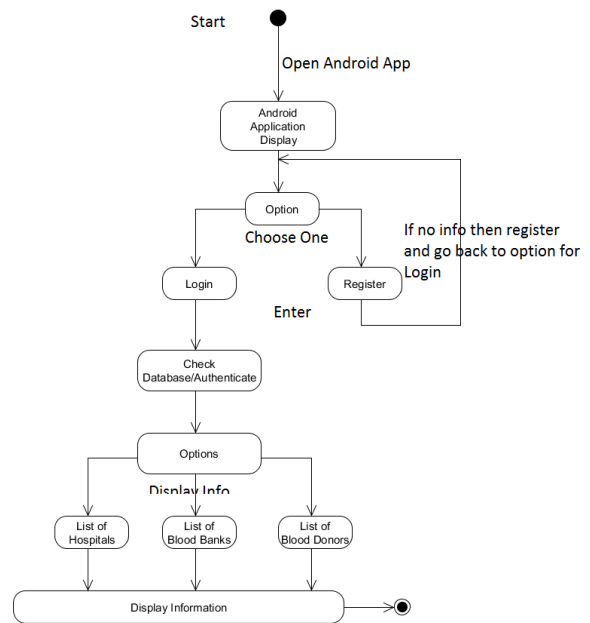 Start
Open Android App
Android
Application
Display
Option
Choose One
If no info then register
and go back to option for
Login
Login
Register
Enter
Check
Database/Authenticate
Options
Display Info
List of
Hospitals
List of
Blood Banks
List of
Blood Donors
Display Information